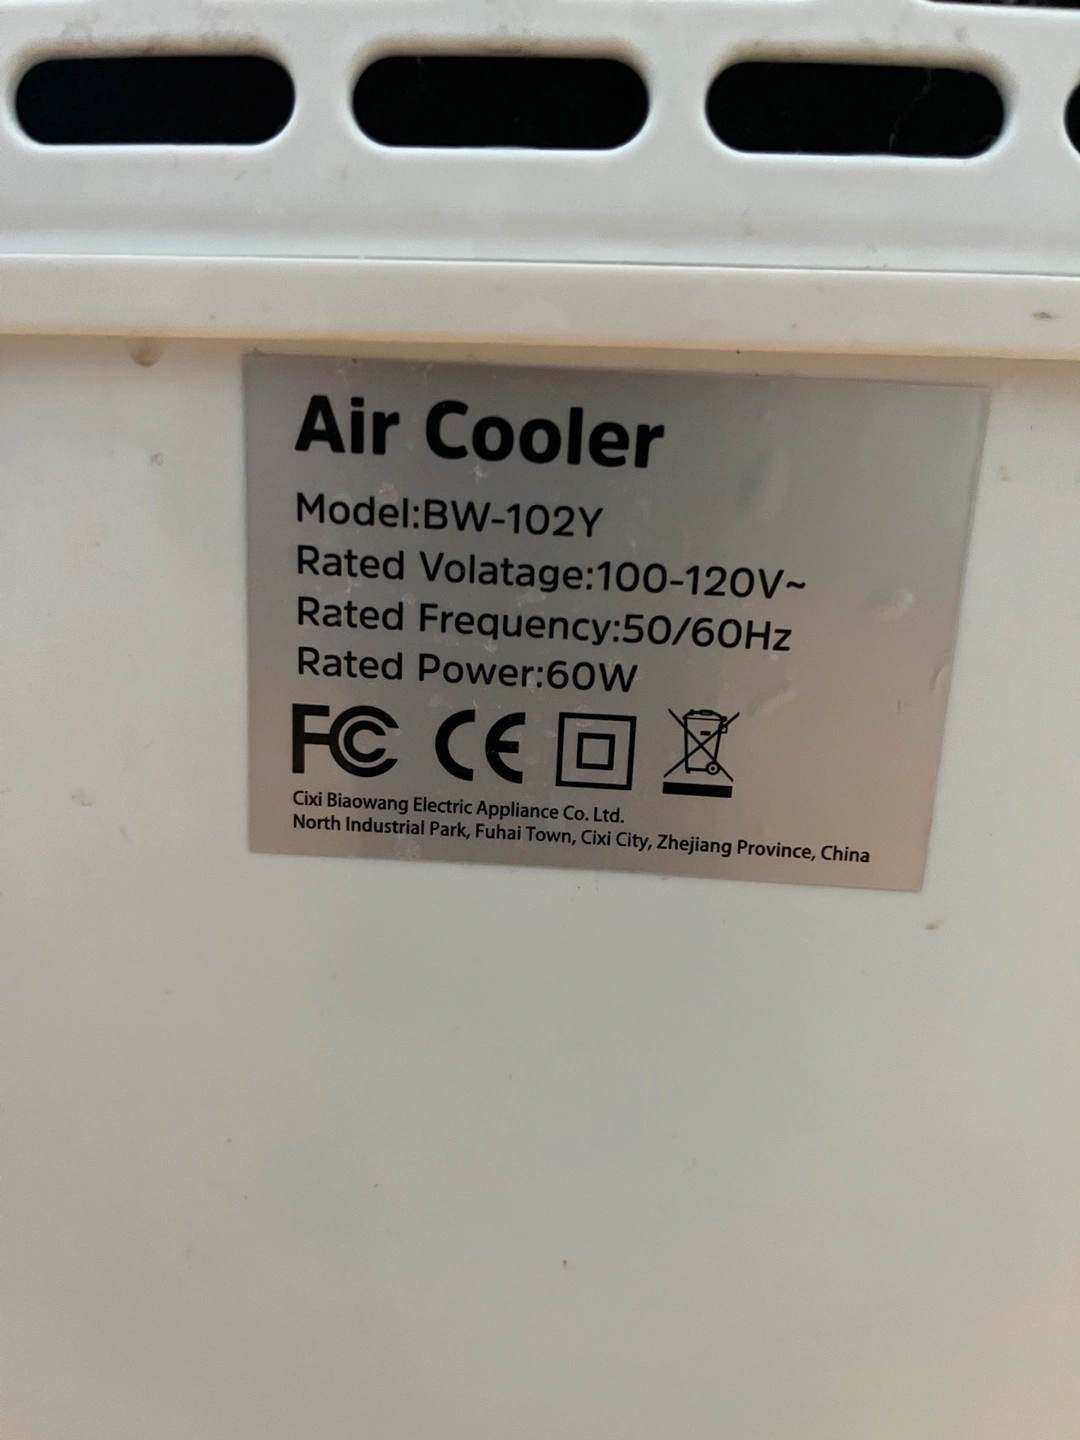 Air Cooler
Model:BW-102Y
Rated Volatage:100-120V~
Rated Frequency:50/60Hz
Rated Power:60W
FC CE
Cixi Biaowang Electric Appliance Co. Ltd.
North Industrial Park, Fuhai Town, Cixi City, Zhejiang Province, China